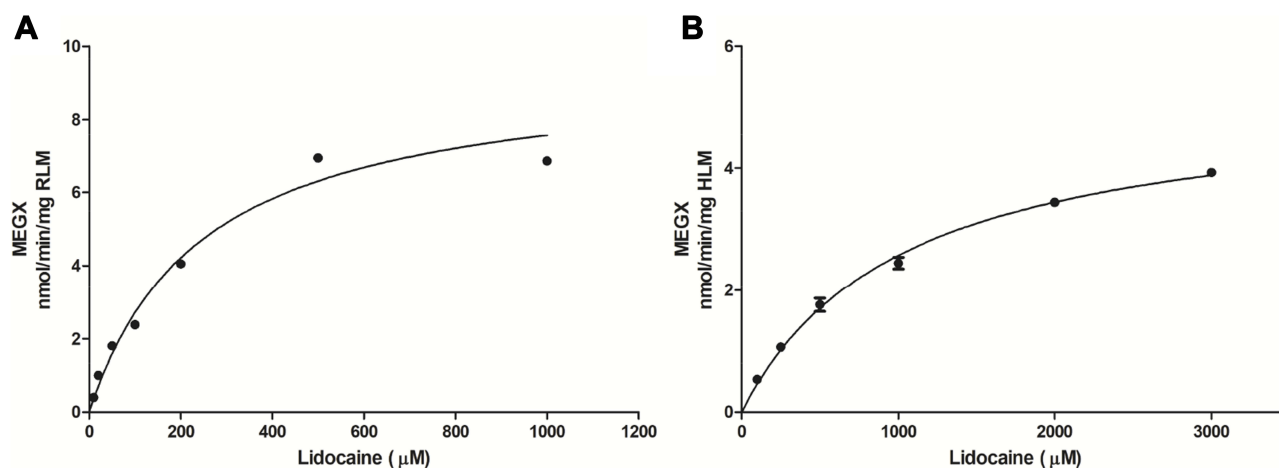 A
10
8
6
4
2
0
MEGX
nmol/min/mg RLM
0 200 400 600 800 1000 1200
Lidocaine ( μM)
B
6
4
2
0
MEGX
nmol/min/mg HLM
0 1000 2000 3000
Lidocaine ( μM)